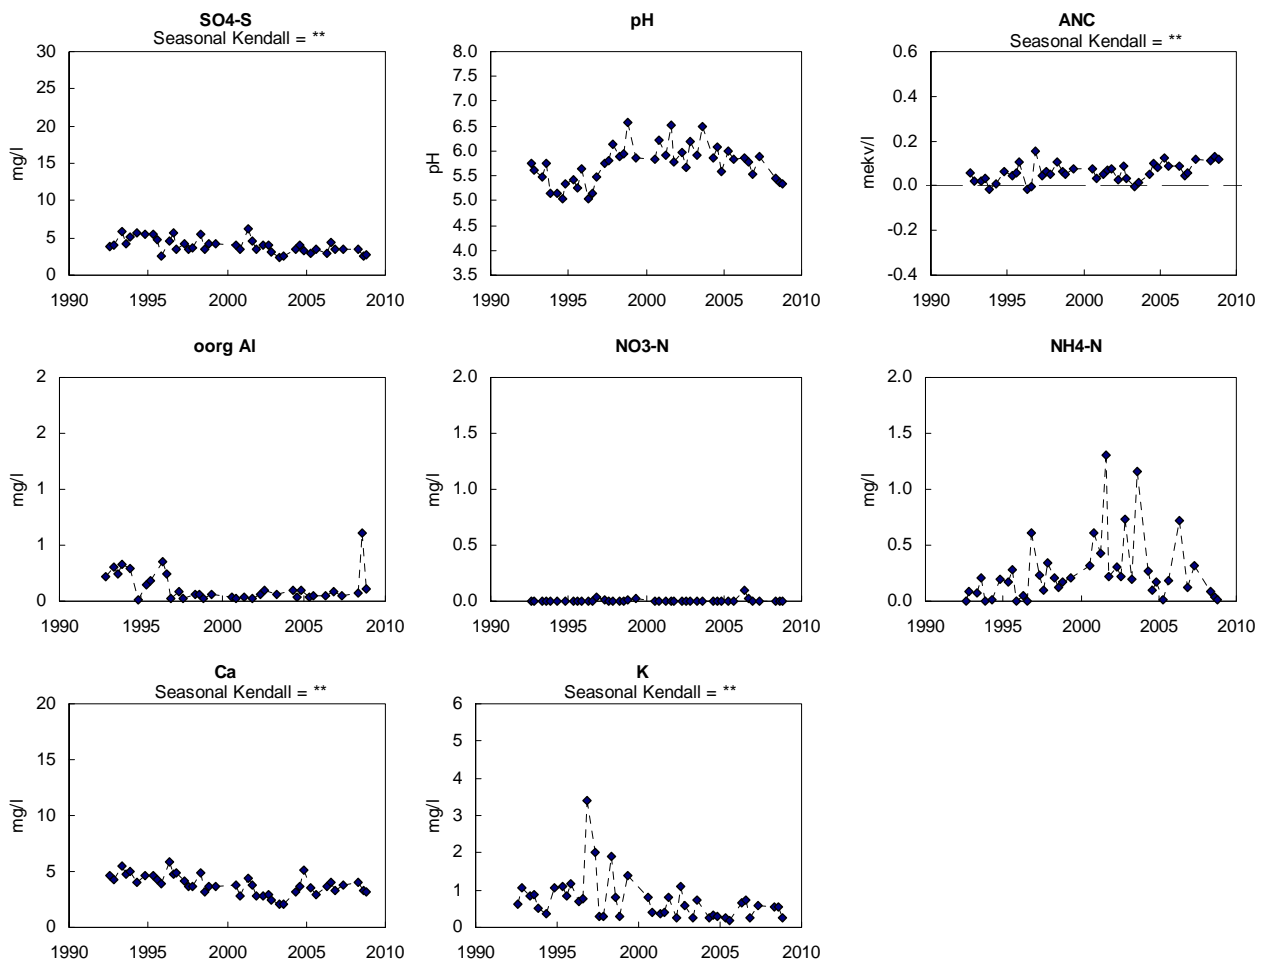 SO4-S
Seasonal Kendall = **
30
25
20
15
10
5
0
mg/l
1990 1995 2000 2005 2010
pH
8.0
7.5
7.0
6.5
6.0
5.5
5.0
4.5
4.0
3.5
pH
1990 1995 2000 2005 2010
ANC
Seasonal Kendall = **
0.6
0.4
0.2
0.0
-0.2
-0.4
mekv/l
1990 1995 2000 2005 2010
oorg Al
2
2
1
1
0
mg/l
1990 1995 2000 2005 2010
NO3-N
2.0
1.5
1.0
0.5
0.0
mg/l
1990 1995 2000 2005 2010
NH4-N
2.0
1.5
1.0
0.5
0.0
mg/l
1990 1995 2000 2005 2010
Ca
Seasonal Kendall = **
20
15
10
5
0
mg/l
1990 1995 2000 2005 2010
K
Seasonal Kendall = **
6
5
4
3
2
1
0
mg/l
1990 1995 2000 2005 2010